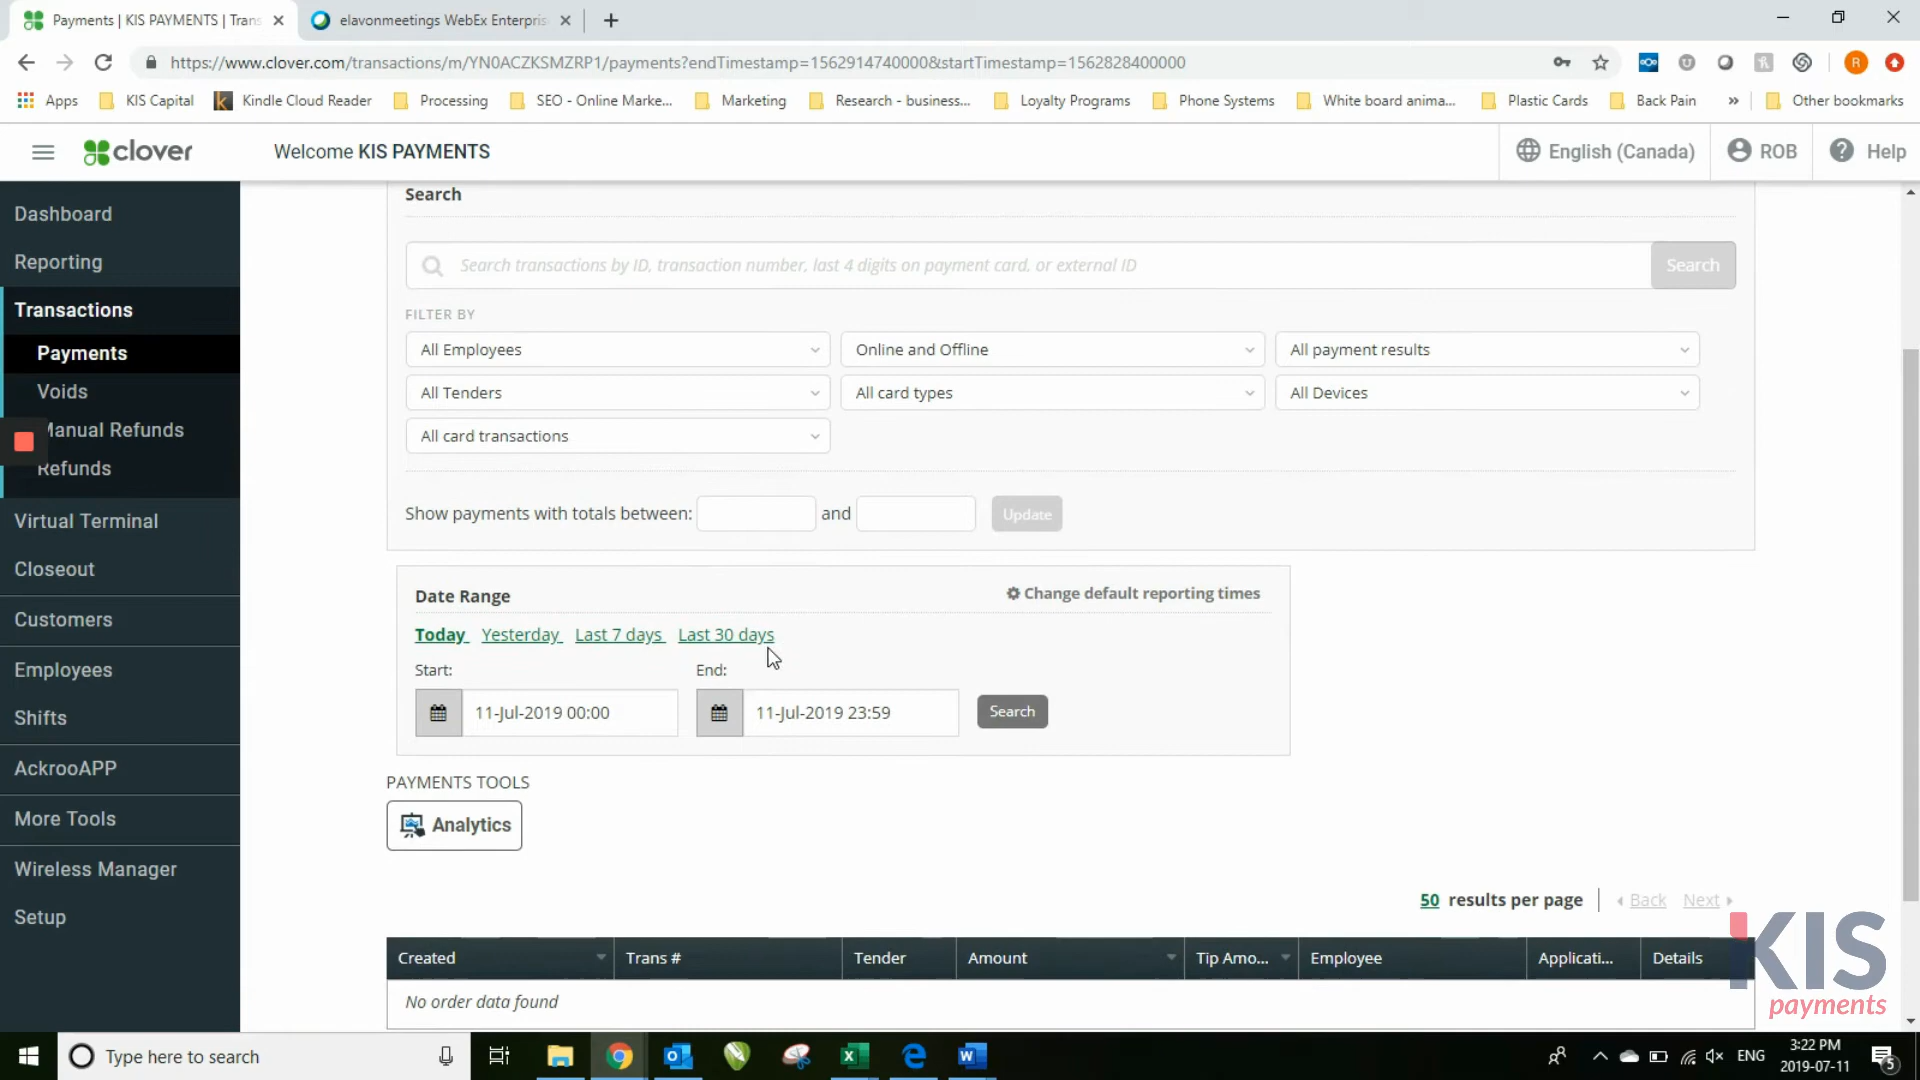 Payments | KIS PAYMENTS | Trans
elavonmeetings WebEx Enterpris
https://www.clover.com/transactions/m/YN0ACZKSMZRP1/payments?endTimestamp=1562914740000&startTimestamp=1562828400000
R
Apps
KIS Capital
Kindle Cloud Reader
Processing
SEO - Online Marke...
Marketing
Research - business...
Loyalty Programs
Phone Systems
White board anima...
Plastic Cards
Back Pain
»
Other bookmarks
clover
Welcome KIS PAYMENTS
English (Canada)
ROB
Help
Dashboard
Reporting
Transactions
Payments
Voids
Manual Refunds
Refunds
Virtual Terminal
Closeout
Customers
Employees
Shifts
AckrooAPP
More Tools
Wireless Manager
Setup
Search
Search transactions by ID, transaction number, last 4 digits on payment card, or external ID
Search
FILTER BY
All Employees
Online and Offline
All payment results
All Tenders
All card types
All Devices
All card transactions
Show payments with totals between:
and
Update
Date Range
Change default reporting times
Today Yesterday Last 7 days Last 30 days
Start:
End:
11-Jul-2019 00:00
11-Jul-2019 23:59
Search
PAYMENTS TOOLS
Analytics
50 results per page
Back
Next
Created
Trans #
Tender
Amount
Tip Amo...
Employee
Applicati...
Details
No order data found
KIS
payments
Type here to search
ENG
3:22 PM
2019-07-11
5